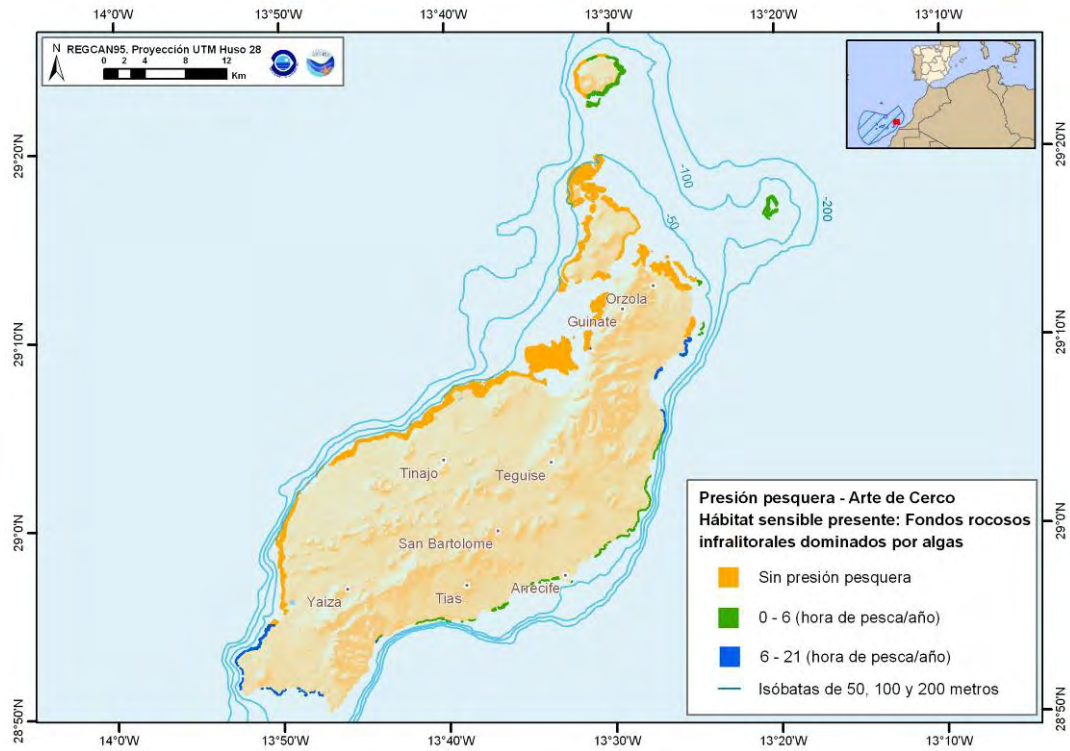 14°0'W 13°50'W 13°40'W 13°30'W 13°20'W 13°10'W
N REGCAN95. Proyección UTM Huso 28
0 2 4 8 12
Km
29°20'N
29°20'N
-100
-200
-50
Orzola
Guinate
29°10'N
29°10'N
Tinajo
Teguise
29°0'N
29°0'N
San Bartolome
Arrecife
Yaiza
Tias
28°50'N
28°50'N
Presión pesquera - Arte de Cerco
Hábitat sensible presente: Fondos rocosos
infralitorales dominados por algas
Sin presión pesquera
0 - 6 (hora de pesca/año)
6 - 21 (hora de pesca/año)
Isóbatas de 50, 100 y 200 metros
14°0'W 13°50'W 13°40'W 13°30'W 13°20'W 13°10'W